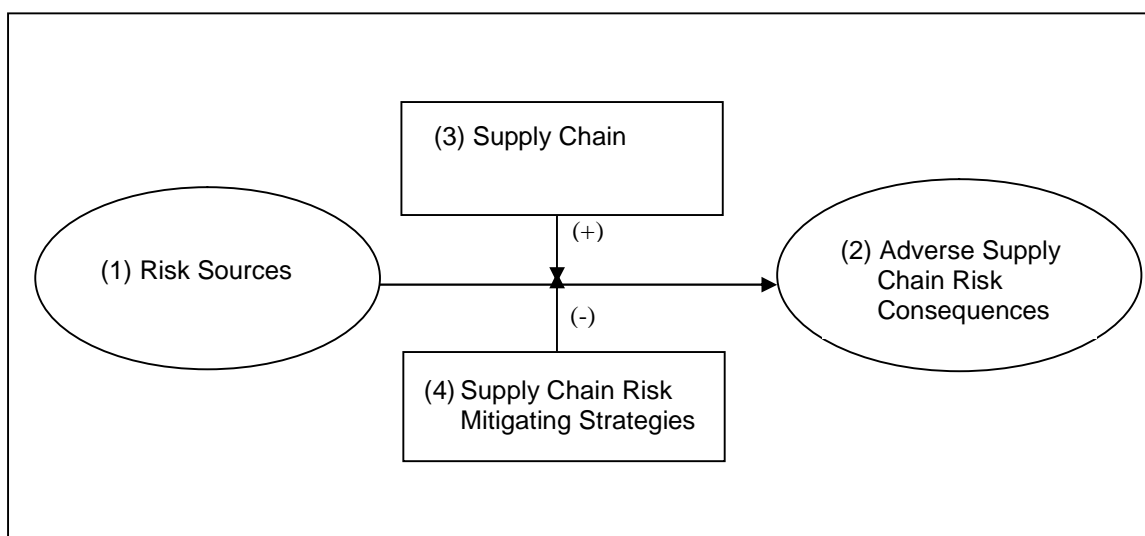 (3) Supply Chain
(+)
(1) Risk Sources
(2) Adverse Supply
Chain Risk
Consequences
(-)
(4) Supply Chain Risk
Mitigating Strategies